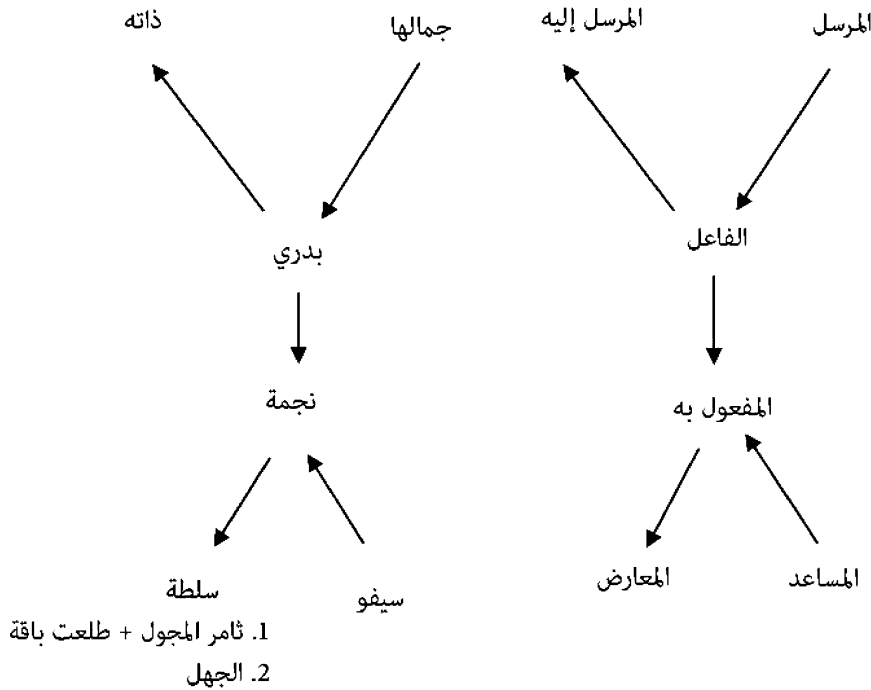 المرسل
المرسل إليه
جمالها
ذاته
الفاعل
بدري
المفعول به
نجمة
المساعد
المعارض
سيفو
سلطة
1. ثامر المجول + طلعت باقة
2. الجهل